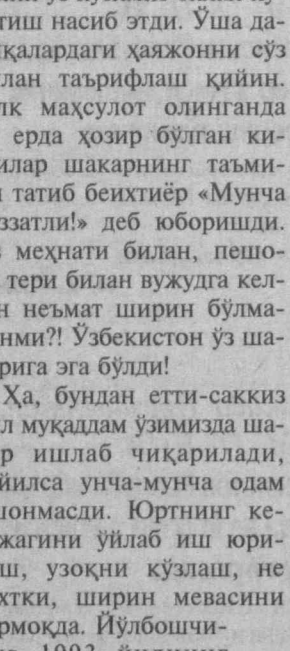 тиш насиб этди. Ўша да-
қалардаги ҳаяжонни сўз
лан таърифлаш қийин.
лк маҳсулот олинганда
ерда ҳозир бўлган ки-
илар шакарнинг таъми-
татиб беихтиёр «Мунча
ззатли!» деб юборишди.
меҳнати билан, пешо-
тери билан вужудга кел-
н неъмат ширин бўлма-
нми?! Ўзбекистон ўз ша-
рига эга бўлди!
Ҳа, бундан етти-саккиз
л муқаддам ўзимизда ша-
р ишлаб чиқарилади,
йилса унча-мунча одам
шонмасди. Юртнинг ке-
жагини ўйлаб иш юри-
ш, узоқни кўзлаш, не
хтки, ширин мевасини
рмоқда. Йўлбошчи-